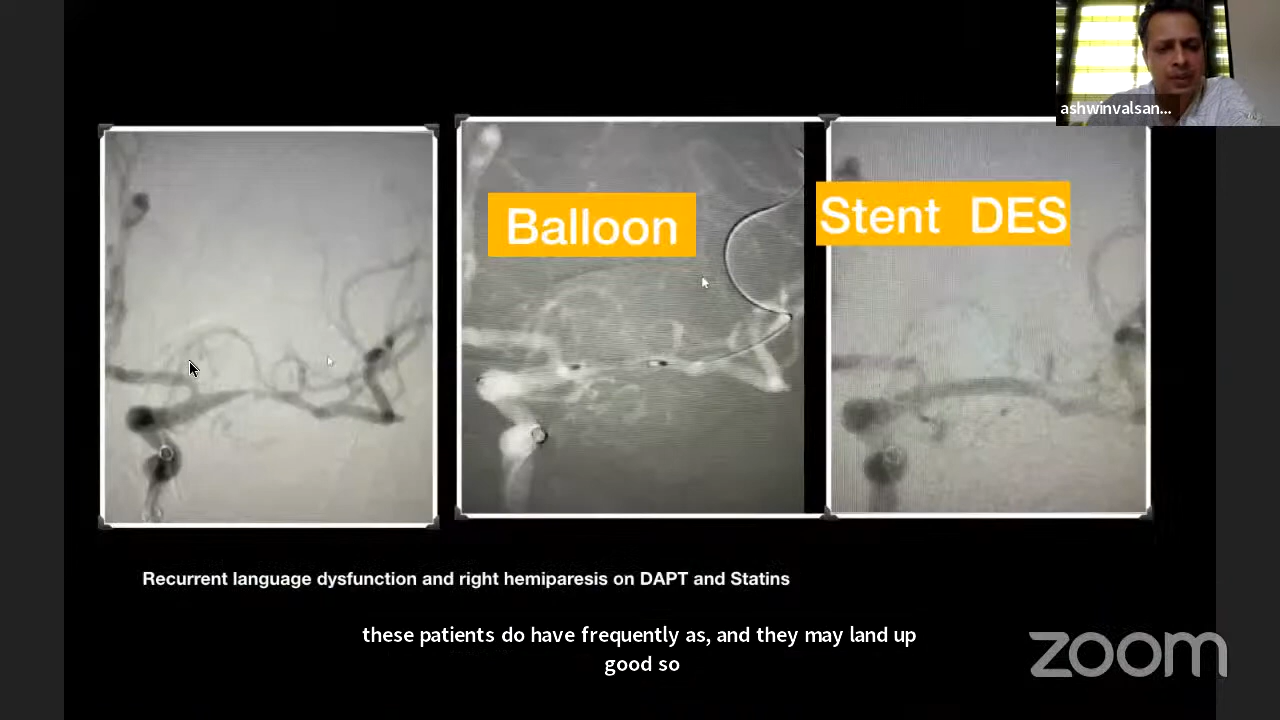 ashwinvalsan...
Balloon
Stent DES
Recurrent language dysfunction and right hemiparesis on DAPT and Statins
these patients do have frequently as, and they may land up
good so
zoom